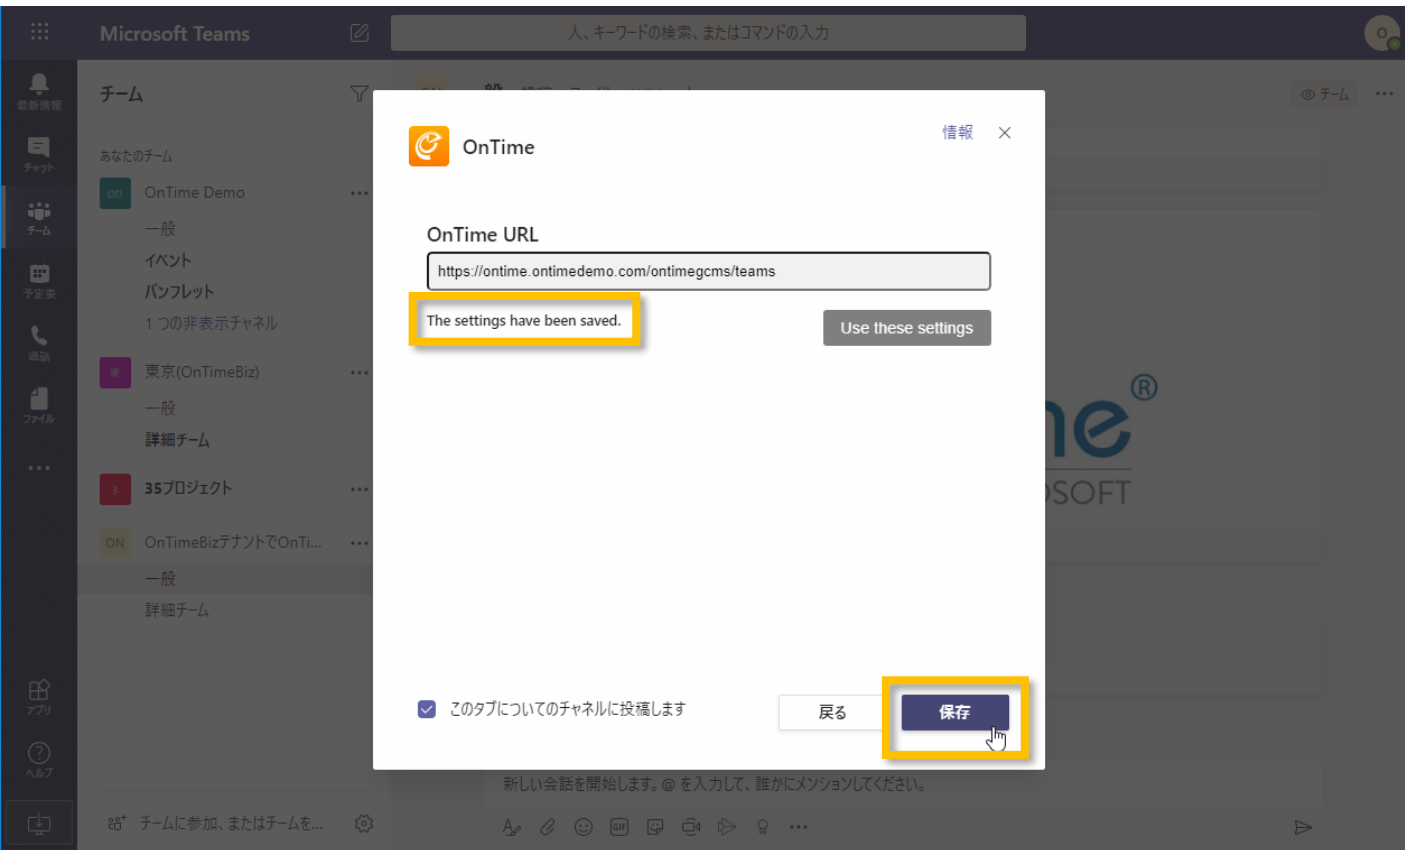 Microsoft Teams
人、キーワードの検索、またはコマンドの入力
O
最新情報
チャット
チーム
予定表
通話
ファイル
アプリ
ヘルプ
チーム
あなたのチーム
OD OnTime Demo
一般
イベント
パンフレット
1 つの非表示チャネル
東 東京(OnTimeBiz)
一般
詳細チーム
3 35プロジェクト
ON OnTimeBizテナントでOnTi...
一般
詳細チーム
チームに参加、またはチームを...
チーム
OnTime
情報
OnTime URL
https://ontime.ontimedemo.com/ontimegcms/teams
The settings have been saved.
Use these settings
このタブについてのチャネルに投稿します
戻る
保存
ne®
OSOFT
新しい会話を開始します。@ を入力して、誰かにメンションしてください。
GIF